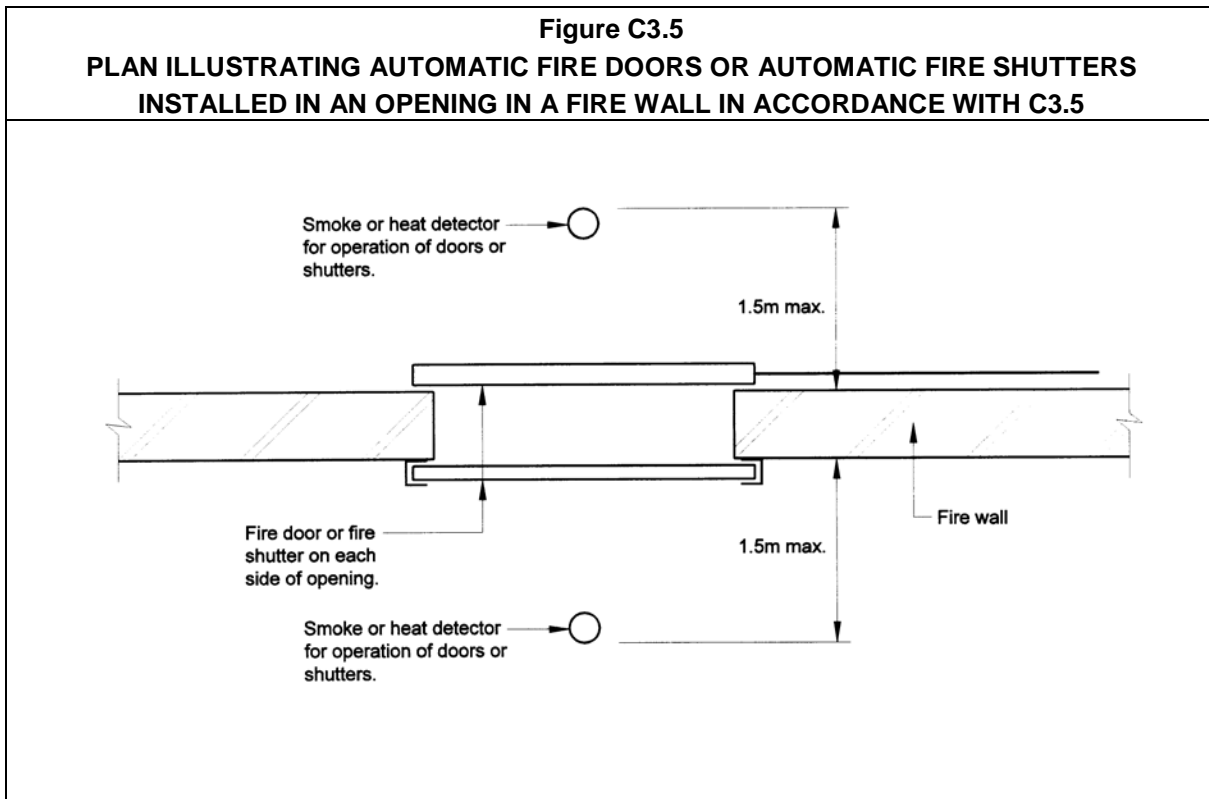 Figure C3.5
PLAN ILLUSTRATING AUTOMATIC FIRE DOORS OR AUTOMATIC FIRE SHUTTERS
INSTALLED IN AN OPENING IN A FIRE WALL IN ACCORDANCE WITH C3.5
Smoke or heat detector
for operation of doors or
shutters.
1.5m max.
Fire door or fire
shutter on each
side of opening.
Fire wall
1.5m max.
Smoke or heat detector
for operation of doors or
shutters.